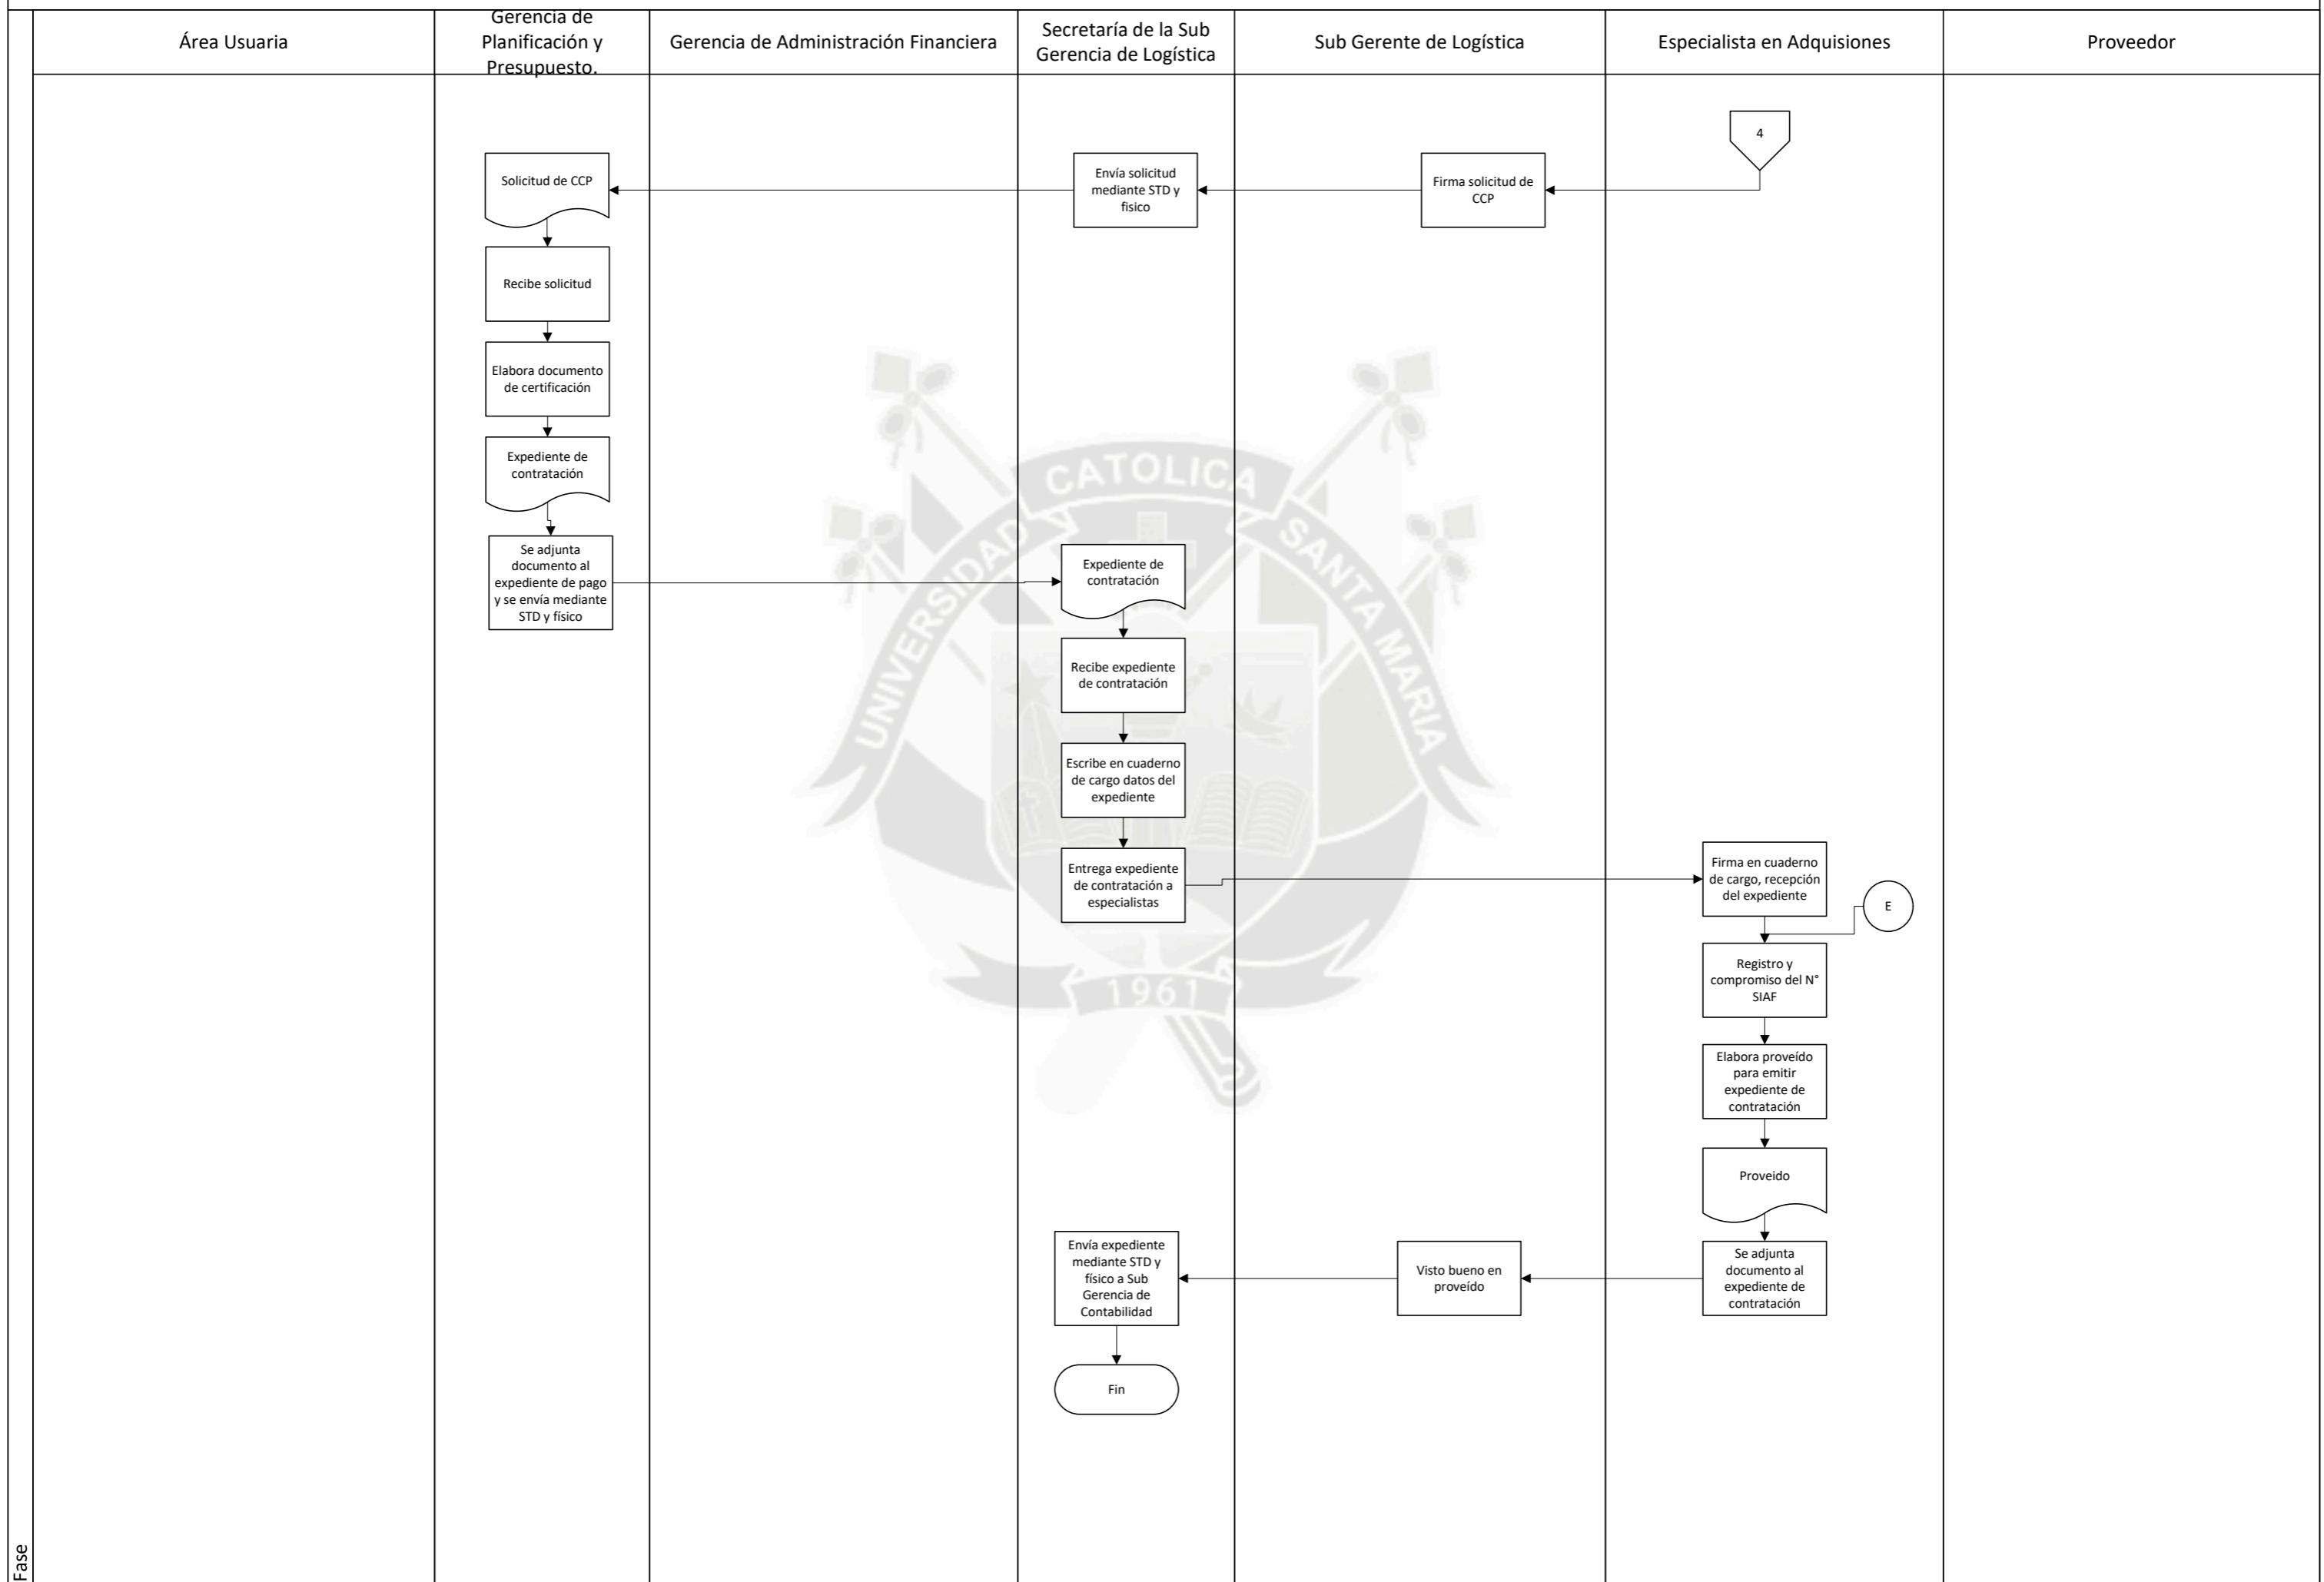 Área Usuaria
Gerencia de
Planificación y
Presupuesto.
Gerencia de Administración Financiera
Secretaría de la Sub
Gerencia de Logística
Sub Gerente de Logística
Especialista en Adquisiones
Proveedor
4
Firma solicitud de
CCP
Envía solicitud
mediante STD y
fisico
Solicitud de CCP
Recibe solicitud
Elabora documento
de certificación
Expediente de
contratación
Se adjunta
documento al
expediente de pago
y se envía mediante
STD y físico
Expediente de
contratación
Recibe expediente
de contratación
Escribe en cuaderno
de cargo datos del
expediente
Entrega expediente
de contratación a
especialistas
Firma en cuaderno
de cargo, recepción
del expediente
E
Registro y
compromiso del N°
SIAF
Elabora proveído
para emitir
expediente de
contratación
Proveido
Se adjunta
documento al
expediente de
contratación
Visto bueno en
proveído
Envía expediente
mediante STD y
físico a Sub
Gerencia de
Contabilidad
Fin
Fase
UNIVERSIDAD CATOLICA SANTA MARIA
1961